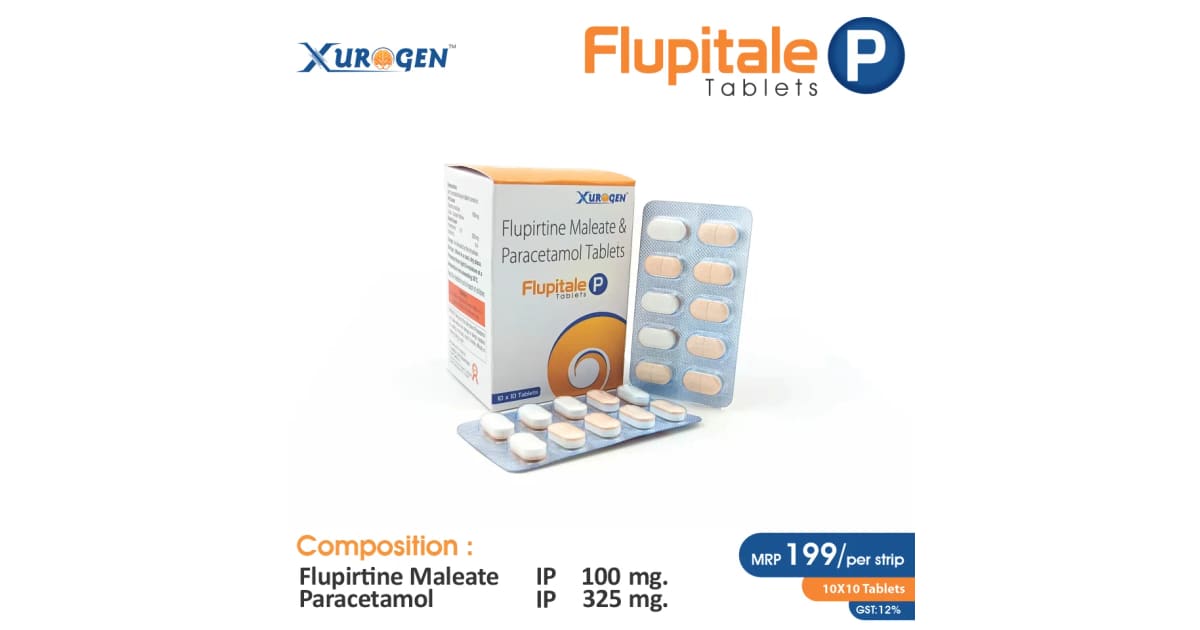 XUROGEN™
Flupitale P
Tablets
XUROGEN
Flupirtine Maleate &
Paracetamol Tablets
Flupitale P
Tablets
10 x 10 Tablets
Composition :
Flupirtine Maleate IP 100 mg.
Paracetamol IP 325 mg.
MRP 199/per strip
10X10 Tablets
GST:12%